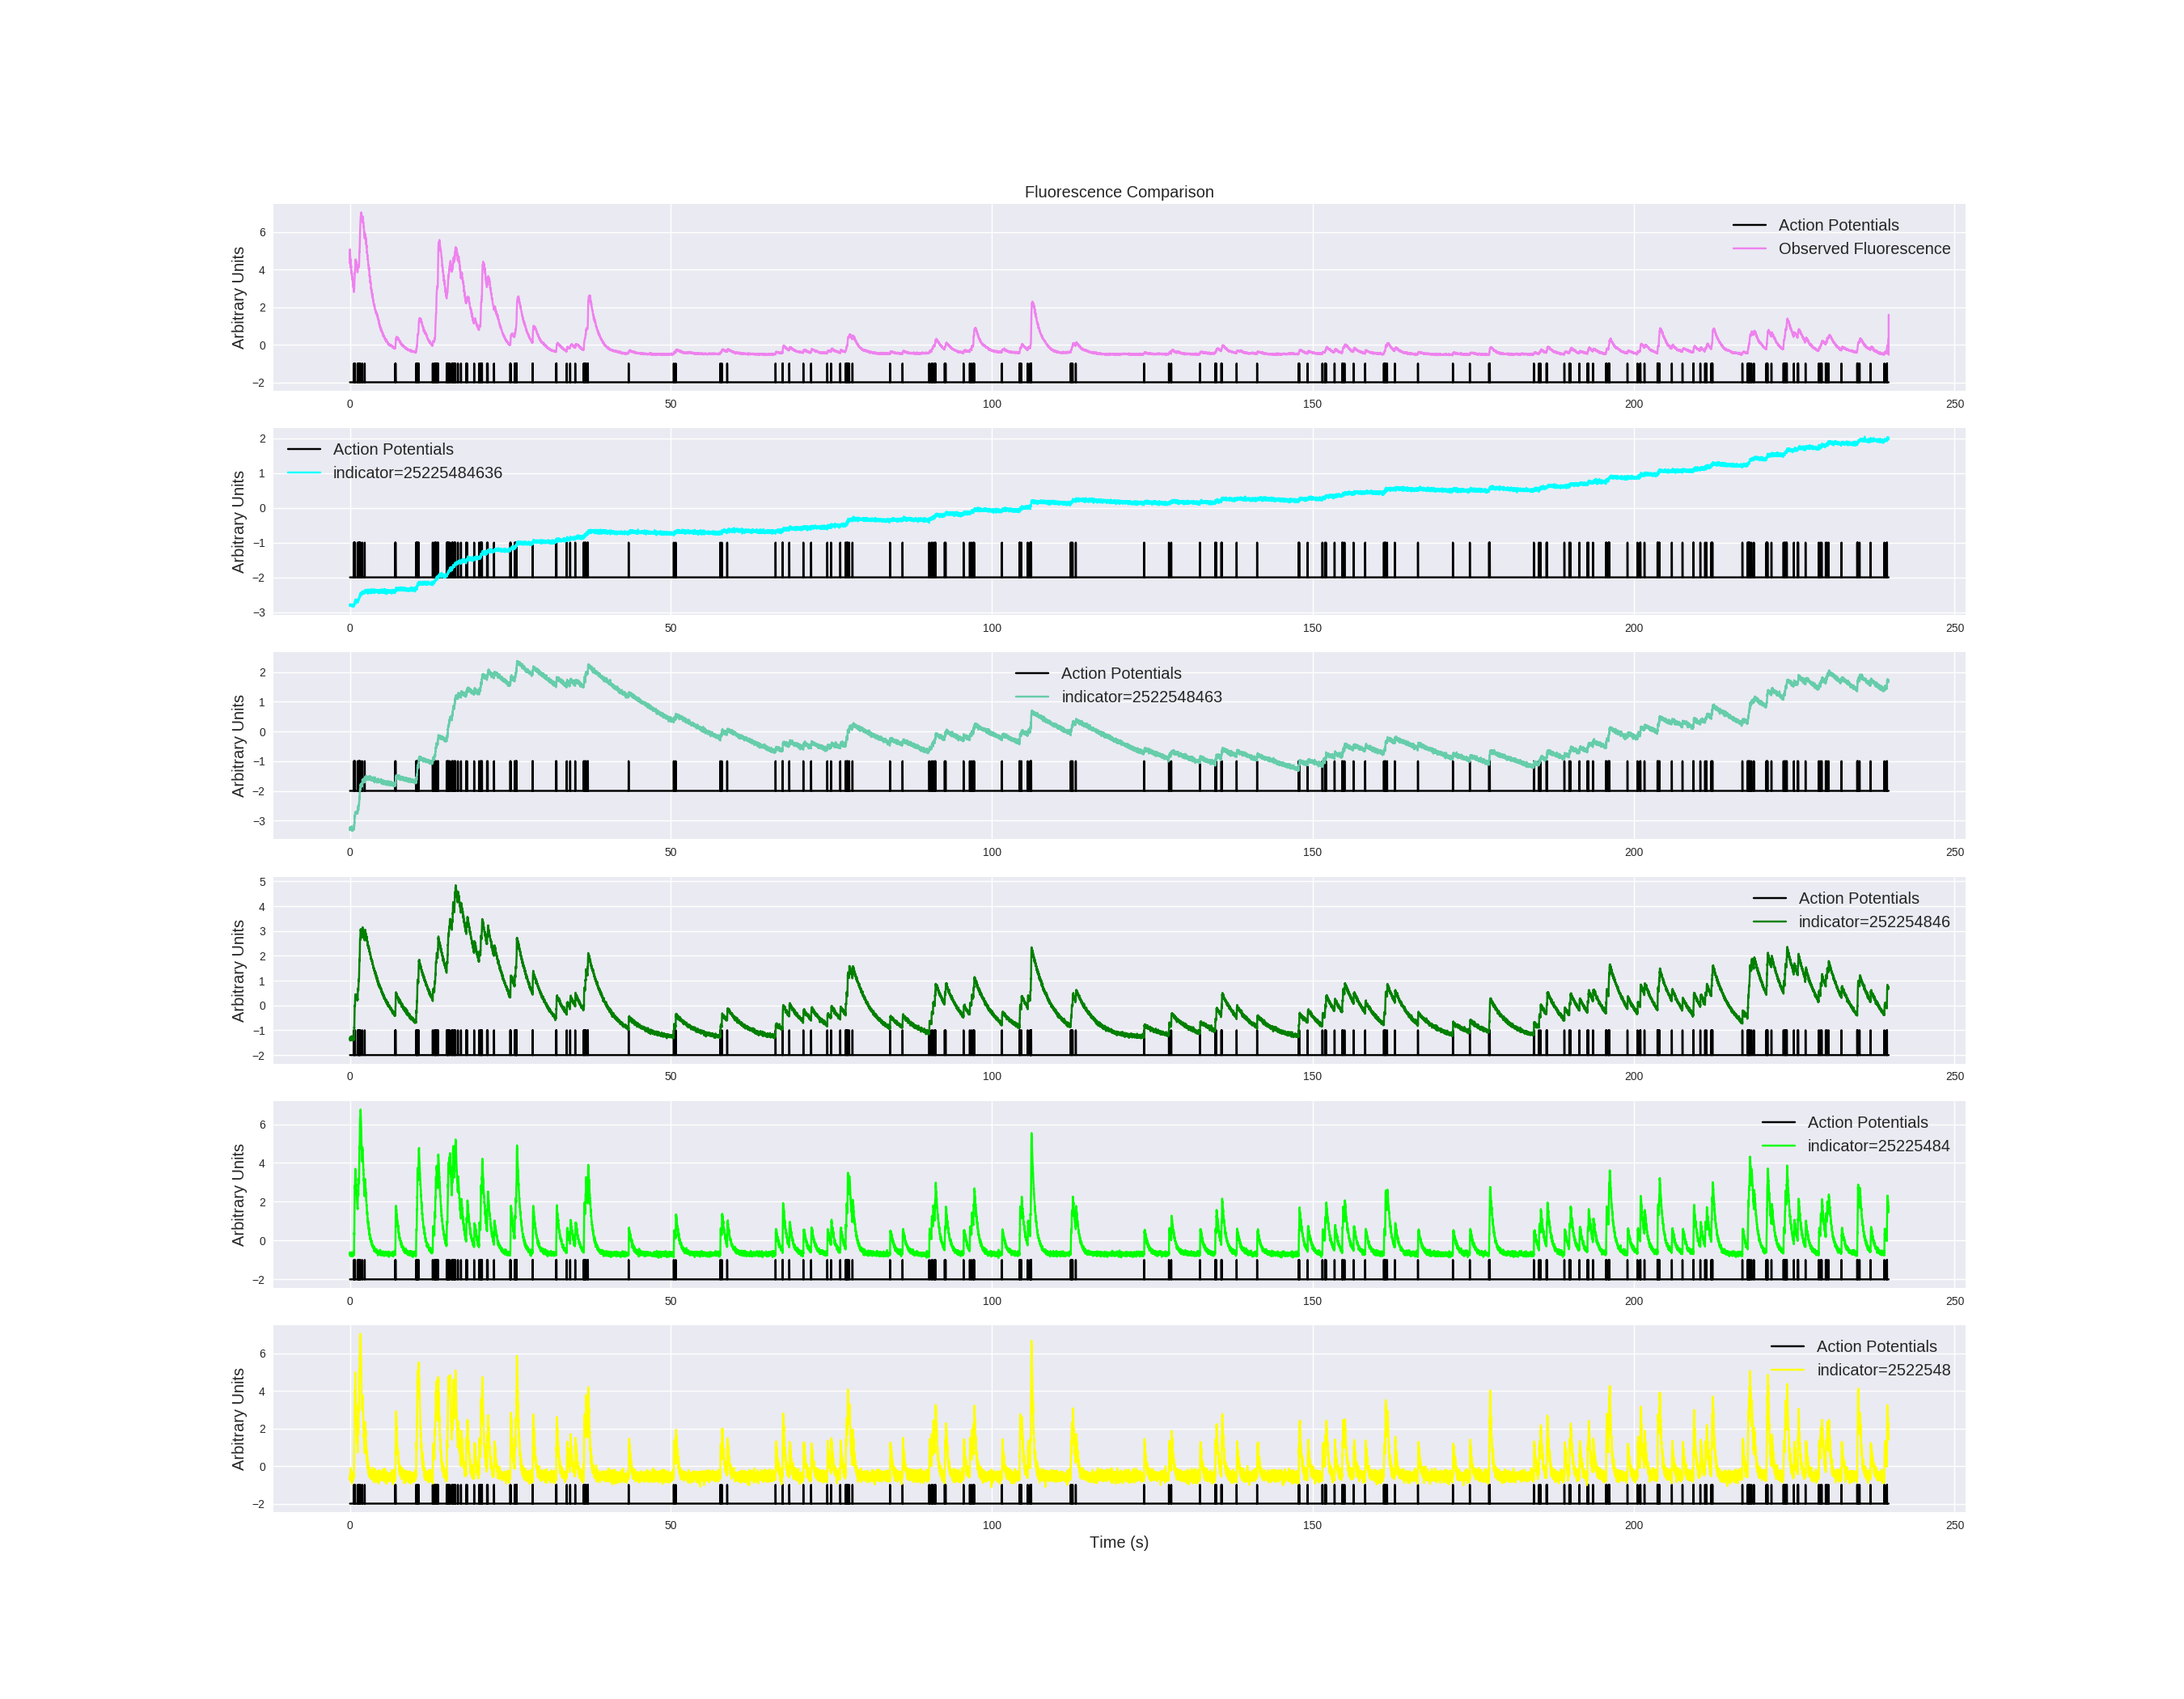 Fluorescence Comparison
Arbitrary Units
6
4
2
0
−2
Action Potentials
Observed Fluorescence
0 50 100 150 200 250
Arbitrary Units
2
1
0
−1
−2
−3
Action Potentials
indicator=25225484636
0 50 100 150 200 250
Arbitrary Units
2
1
0
−1
−2
−3
Action Potentials
indicator=2522548463
0 50 100 150 200 250
Arbitrary Units
5
4
3
2
1
0
−1
−2
Action Potentials
indicator=252254846
0 50 100 150 200 250
Arbitrary Units
6
4
2
0
−2
Action Potentials
indicator=25225484
0 50 100 150 200 250
Arbitrary Units
6
4
2
0
−2
Action Potentials
indicator=2522548
0 50 100 150 200 250
Time (s)